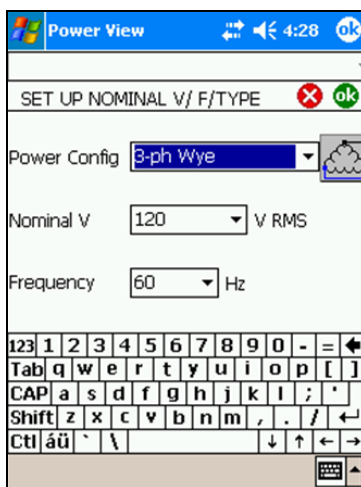 Power View 4:28 ok
SET UP NOMINAL V/ F/TYPE ok
Power Config 3-ph Wye
Nominal V 120 V RMS
Frequency 60 Hz
123 1 2 3 4 5 6 7 8 9 0 - =
Tab q w e r t y u i o p [ ]
CAP a s d f g h j k l ; '
Shift z x c v b n m , . /
Ctl áü ` \